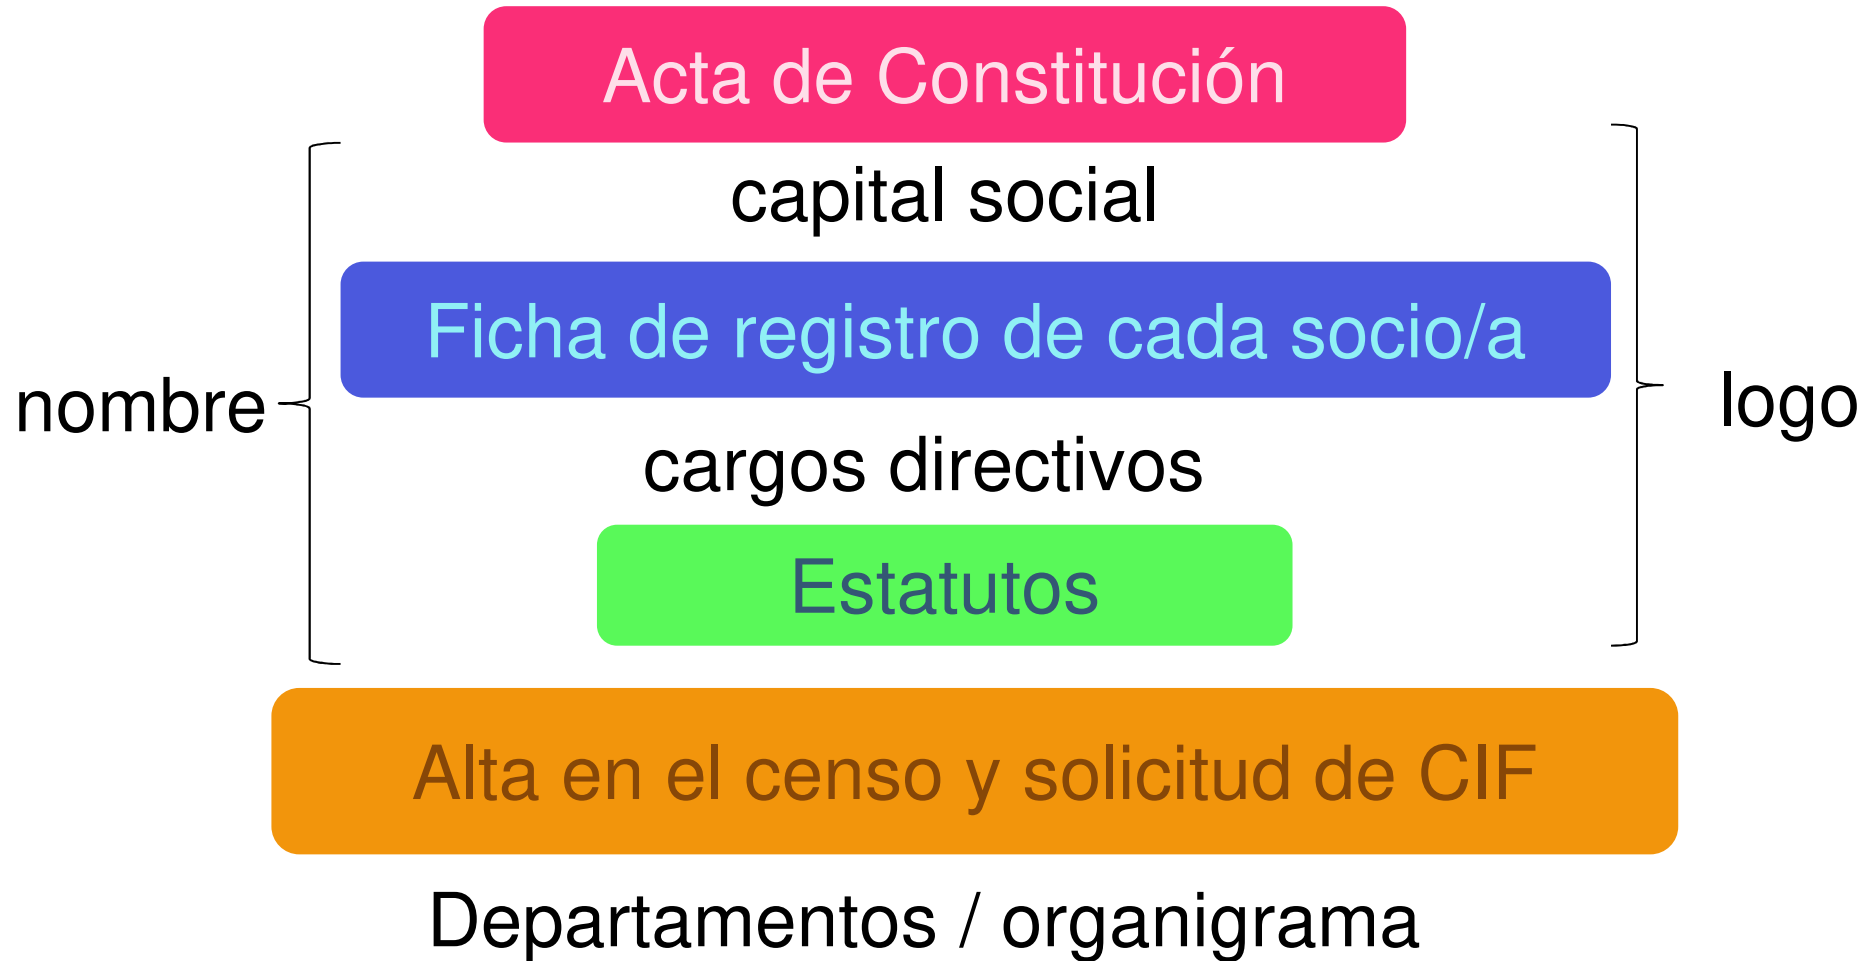 Acta de Constitución
capital social
Ficha de registro de cada socio/a
nombre
logo
cargos directivos
Estatutos
Alta en el censo y solicitud de CIF
Departamentos / organigrama